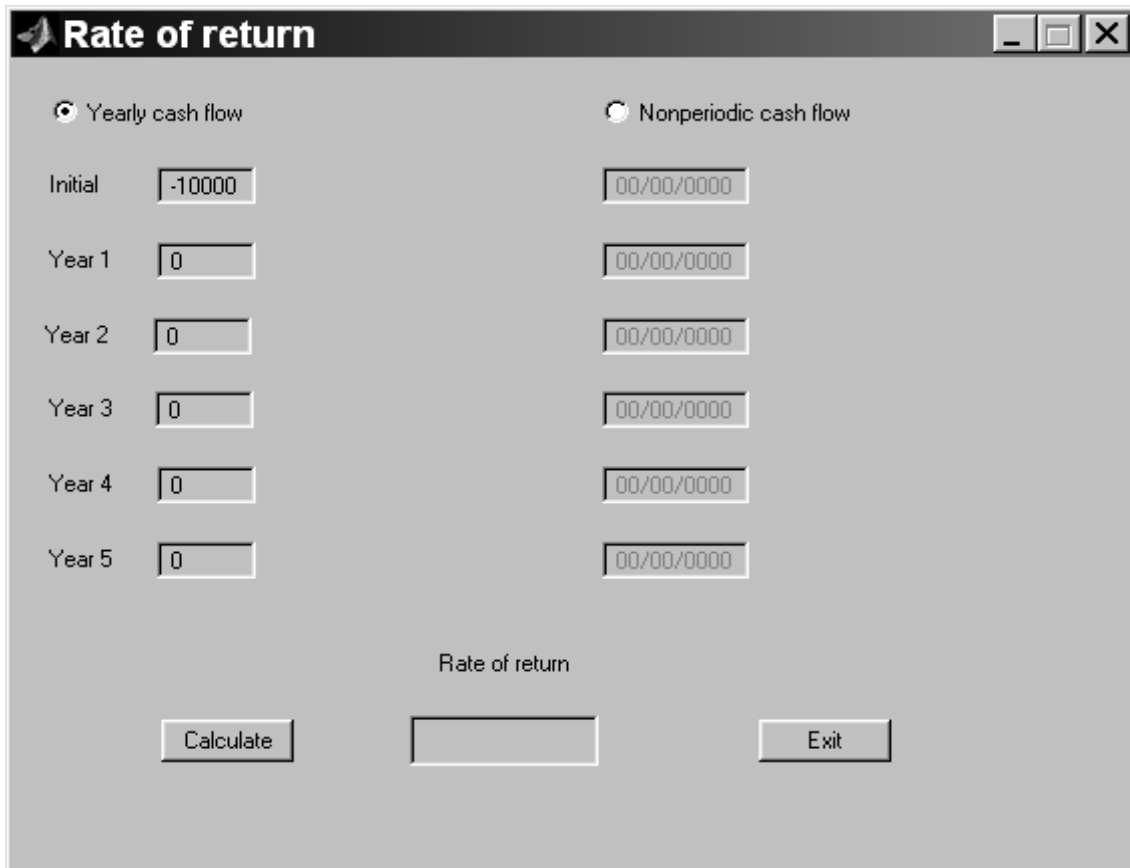 Rate of return
Yearly cash flow Nonperiodic cash flow
Initial -10000 00/00/0000
Year 1 0 00/00/0000
Year 2 0 00/00/0000
Year 3 0 00/00/0000
Year 4 0 00/00/0000
Year 5 0 00/00/0000
Rate of return
Calculate Exit